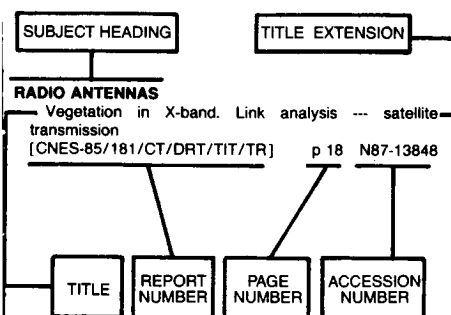 SUBJECT HEADING
TITLE EXTENSION
RADIO ANTENNAS
Vegetation in X-band. Link analysis --- satellite
transmission
[CNES-85/181/CT/DRT/TIT/TR] p 18 N87-13848
TITLE
REPORT NUMBER
PAGE NUMBER
ACCESSION NUMBER